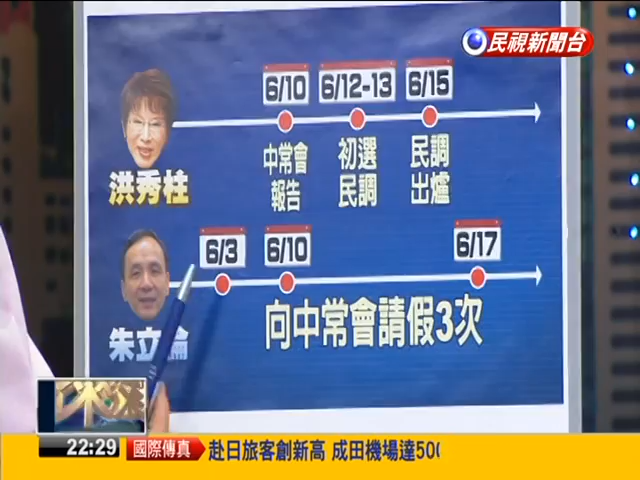 民視新聞台
6/10 6/12-13 6/15
中常會報告
初選民調
民調出爐
洪秀柱
6/3 6/10 6/17
向中常會請假3次
朱立倫
22:29 國際傳真 赴日旅客創新高 成田機場達500